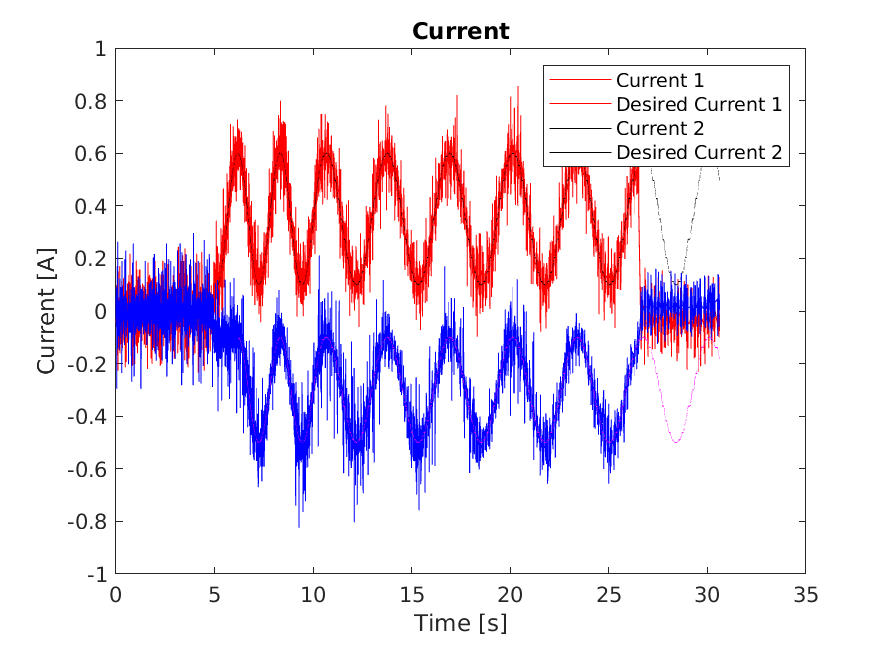 Current
1
0.8
0.6
0.4
0.2
0
-0.2
-0.4
-0.6
-0.8
-1
Current [A]
Current 1
Desired Current 1
Current 2
Desired Current 2
0 5 10 15 20 25 30 35
Time [s]